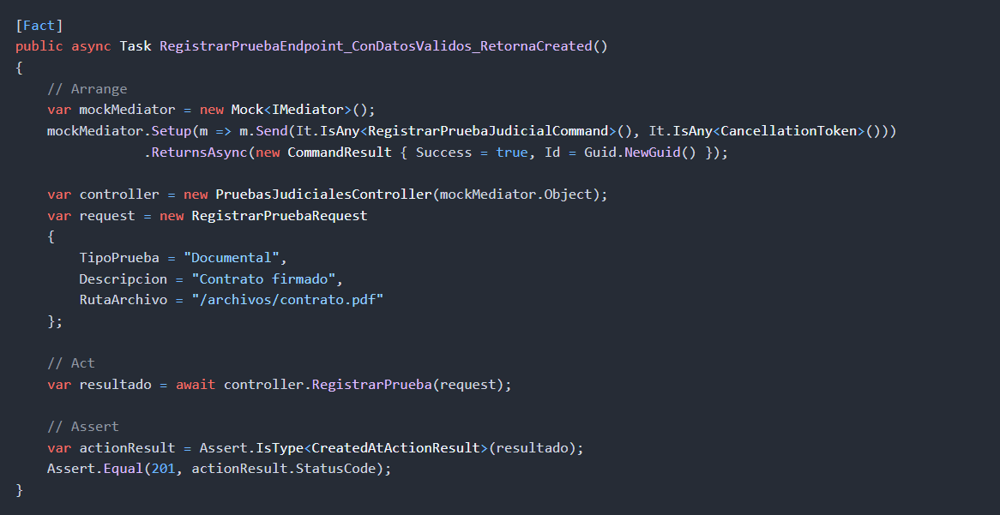 [Fact]
public async Task RegistrarPruebaEndpoint_ConDatosValidos_RetornaCreated()
{
    // Arrange
    var mockMediator = new Mock<IMediator>();
    mockMediator.Setup(m => m.Send(It.IsAny<RegistrarPruebaJudicialCommand>(), It.IsAny<CancellationToken>()))
                .ReturnsAsync(new CommandResult { Success = true, Id = Guid.NewGuid() });

    var controller = new PruebasJudicialesController(mockMediator.Object);
    var request = new RegistrarPruebaRequest
    {
        TipoPrueba = "Documental",
        Descripcion = "Contrato firmado",
        RutaArchivo = "/archivos/contrato.pdf"
    };

    // Act
    var resultado = await controller.RegistrarPrueba(request);

    // Assert
    var actionResult = Assert.IsType<CreatedAtActionResult>(resultado);
    Assert.Equal(201, actionResult.StatusCode);
}